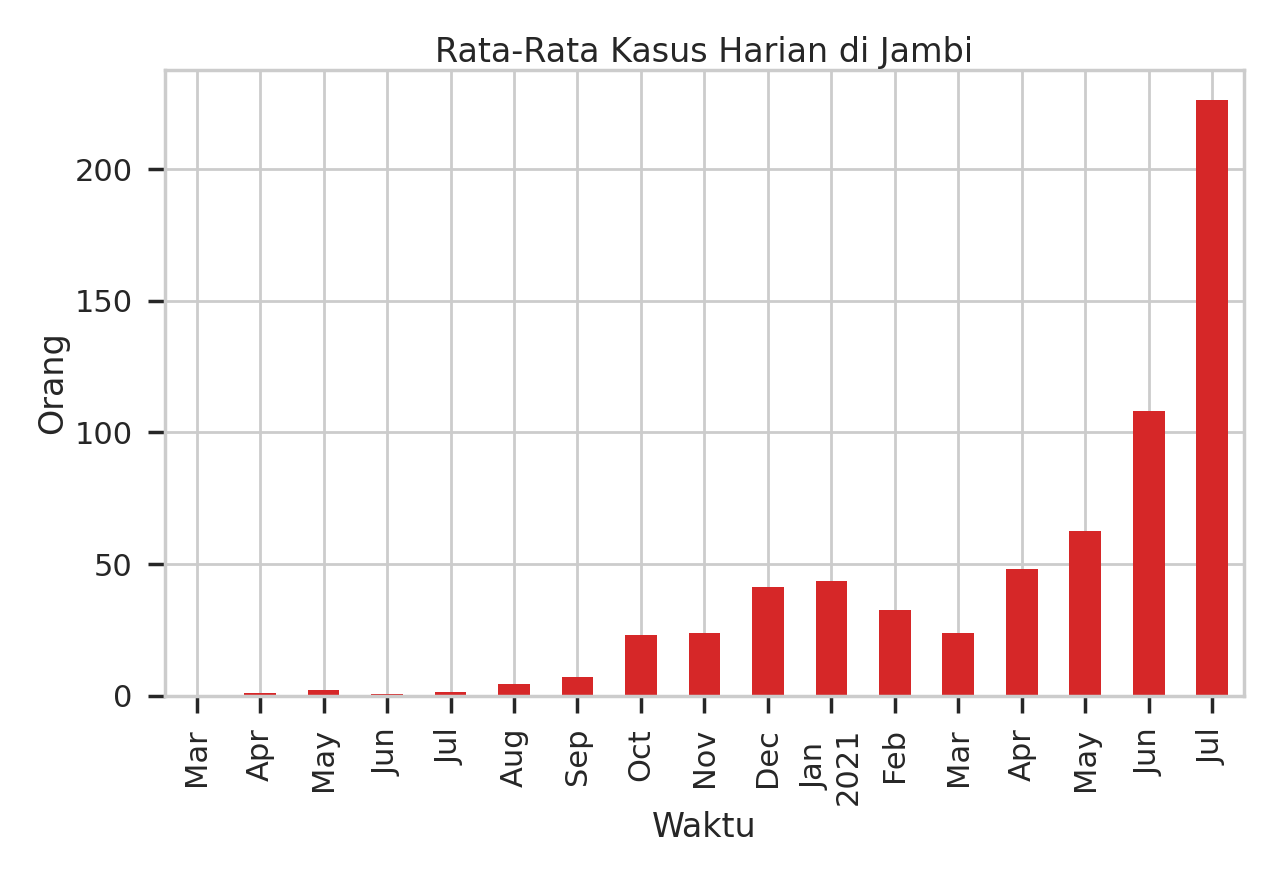 Rata-Rata Kasus Harian di Jambi
Orang
200
150
100
50
0
Mar
Apr
May
Jun
Jul
Aug
Sep
Oct
Nov
Dec
Jan
2021
Feb
Mar
Apr
May
Jun
Jul
Waktu